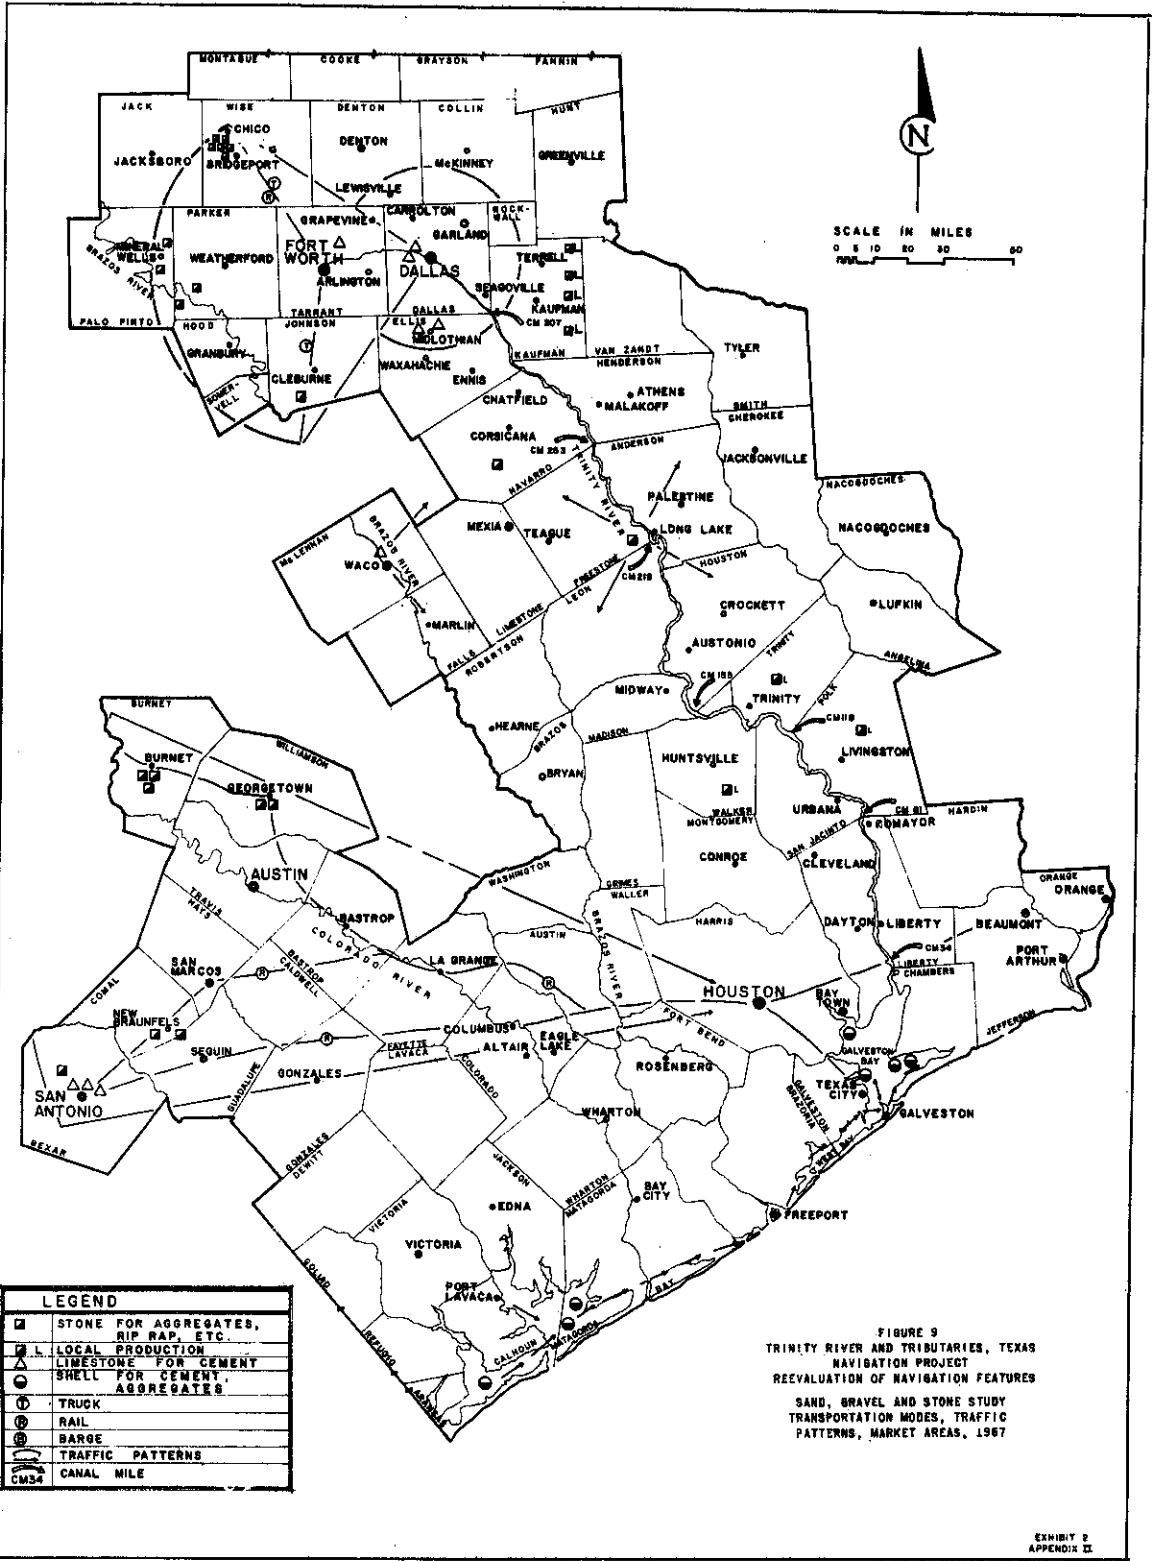 MONTAGUE
COOKE
GRAYSON
FANNIN
JACK
WISE
DENTON
COLLIN
HUNT
CHICO
DENTON
JACKSBORO
BRIDGEPORT
McKINNEY
GREENVILLE
T
R
LEWISVILLE
N
PARKER
GRAPEVINE
CARROLTON
ROCK-
WALL
GARLAND
SCALE IN MILES
0 5 10 20 30 60
MINERAL
WELLS
BRAZOS RIVER
WEATHERFORD
FORT
WORTH
ARLINGTON
DALLAS
TERRELL
L
SEAGOVILLE
KAUFMAN
L
L
PALO PINTO
HOOD
TARRANT
JOHNSON
DALLAS
ELLIS
CM 307
MIDLOTHIAN
GRANBURY
T
WAXAHACHIE
KAUFMAN
VAN ZANDT
HENDERSON
TYLER
CLEBURNE
ENNIS
SOMER-
VELL
CHATFIELD
ATHENS
MALAKOFF
SMITH
CHEROKEE
CORSICANA
CM 263
ANDERSON
JACKSONVILLE
NAVARRO
TRINITY RIVER
NACOGDOCHES
PALESTINE
MEXIA
TEAGUE
LONG LAKE
NACOGDOCHES
McLENNAN
BRAZOS RIVER
WACO
FREESTONE
LEON
CM219
HOUSTON
MARLIN
LIMESTONE
CROCKETT
LUFKIN
FALLS
ROBERTSON
AUSTONIO
TRINITY
ANGELINA
CM 155
L
MIDWAY
TRINITY
POLK
BURNET
HEARNE
BRAZOS
MADISON
CM119
L
WILLIAMSON
LIVINGSTON
BURNET
HUNTSVILLE
BRYAN
GEORGETOWN
L
WALKER
MONTGOMERY
URBANA
CM 81
HARDIN
ROMAYOR
SAN JACINTO
CONROE
CLEVELAND
WASHINGTON
AUSTIN
GRIMES
WALLER
ORANGE
ORANGE
TRAVIS
HAYS
BASTROP
AUSTIN
HARRIS
DAYTON
LIBERTY
BEAUMONT
COLORADO RIVER
BRAZOS RIVER
CM34
PORT
ARTHUR
LIBERTY
CHAMBERS
SAN
MARCOS
R
BASTROP
CALDWELL
LA GRANGE
R
HOUSTON
BAY
TOWN
COMAL
NEW
BRAUNFELS
COLUMBUS
FORT BEND
JEFFERSON
R
EAGLE
LAKE
ALTAIR
FAYETTE
LAVACA
SEGUIN
GALVESTON
BAY
GONZALES
COLORADO
ROSENBERG
TEXAS
CITY
SAN
ANTONIO
GUADALUPE
GALVESTON
BRAZORIA
GALVESTON
WHARTON
BEXAR
WEST BAY
GONZALES
DEWITT
JACKSON
WHARTON
MATAGORDA
BAY
CITY
VICTORIA
EDNA
FREEPORT
VICTORIA
GOLIAD
PORT
LAVACA
BAY
MATAGORDA
CALHOUN
REFUGIO
ARANSAS
LEGEND
STONE FOR AGGREGATES,
RIP RAP, ETC.
L LOCAL PRODUCTION
LIMESTONE FOR CEMENT
SHELL FOR CEMENT,
AGGREGATES
T TRUCK
R RAIL
B BARGE
TRAFFIC PATTERNS
CM34 CANAL MILE
FIGURE 9
TRINITY RIVER AND TRIBUTARIES, TEXAS
NAVIGATION PROJECT
REEVALUATION OF NAVIGATION FEATURES
SAND, GRAVEL AND STONE STUDY
TRANSPORTATION MODES, TRAFFIC
PATTERNS, MARKET AREAS, 1967
EXHIBIT 2
APPENDIX II